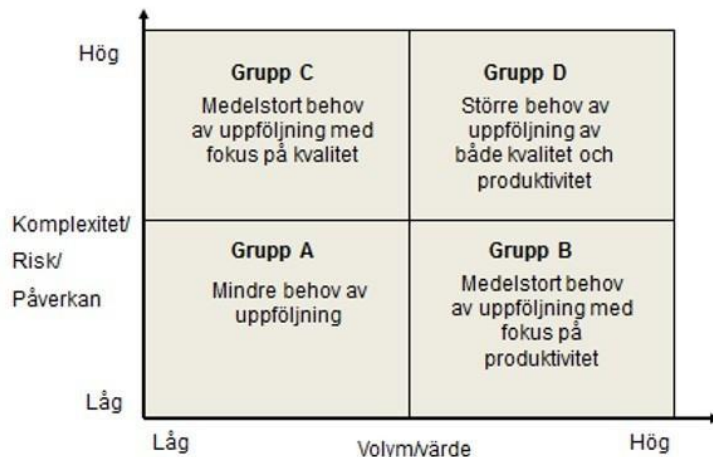 Hög
Grupp C
Medelstort behov
av uppföljning med
fokus på kvalitet
Grupp D
Större behov av
uppföljning av
både kvalitet och
produktivitet
Komplexitet/
Risk/
Påverkan
Grupp A
Mindre behov av
uppföljning
Grupp B
Medelstort behov
av uppföljning med
fokus på
produktivitet
Låg
Låg
Volym/värde
Hög